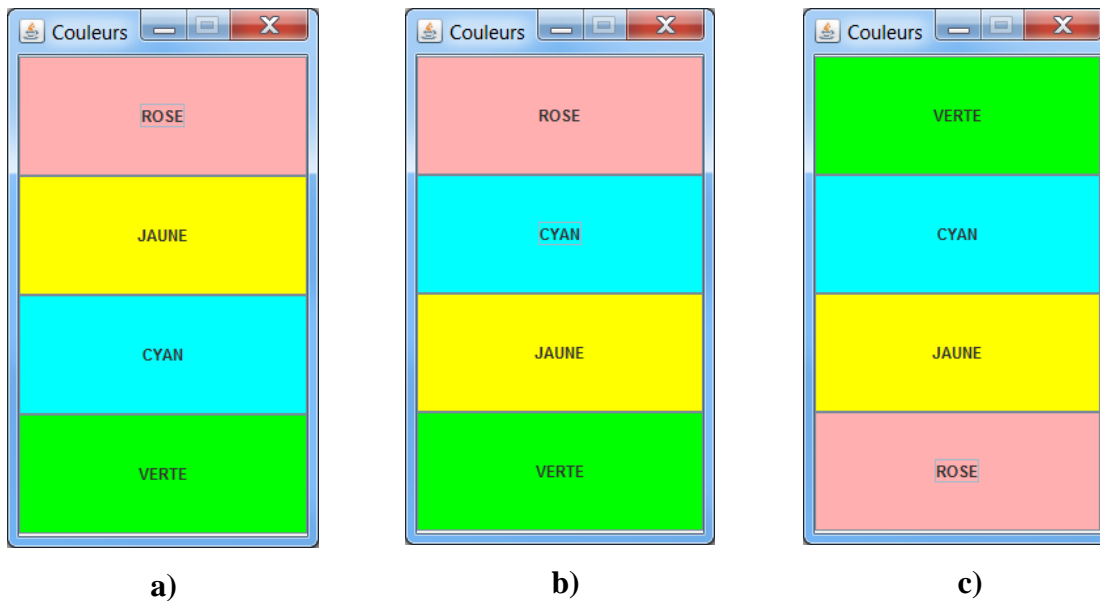 Couleurs
ROSE
JAUNE
CYAN
VERTE
a)
Couleurs
ROSE
CYAN
JAUNE
VERTE
b)
Couleurs
VERTE
CYAN
JAUNE
ROSE
c)